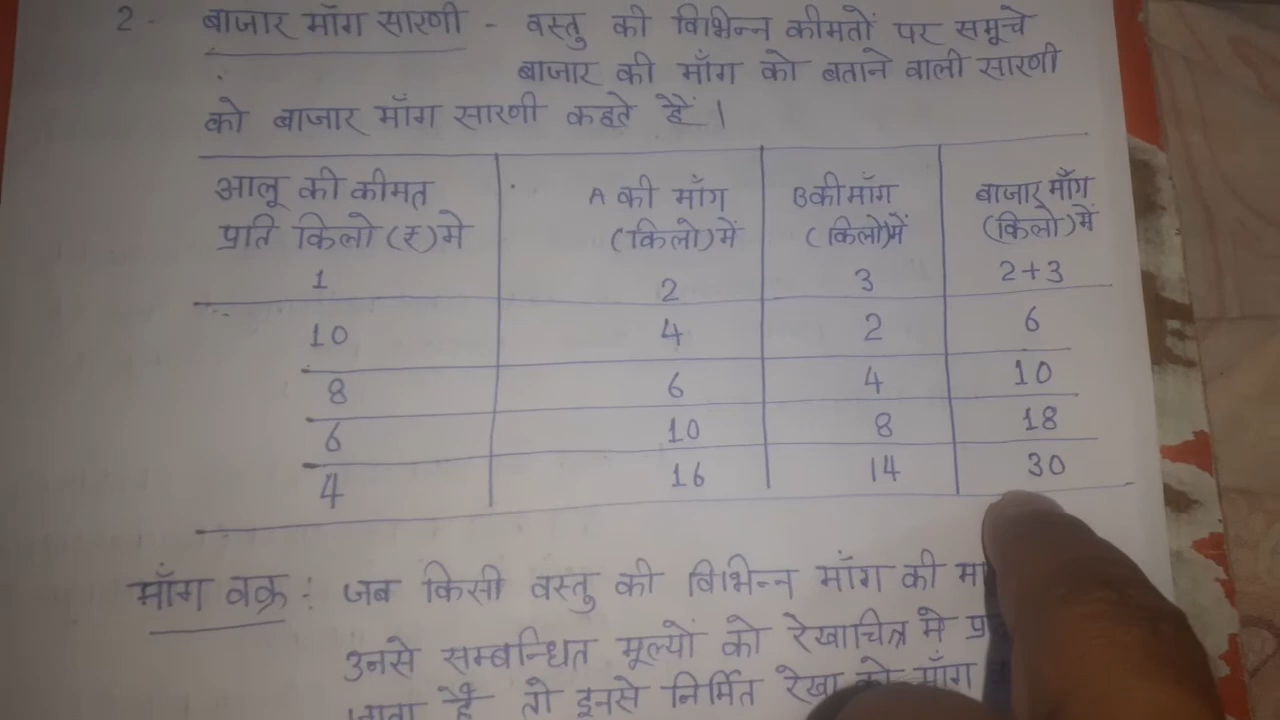 2. बाजार माँग सारणी - वस्तु की विभिन्न कीमतों पर समूचे
बाजार की माँग को बताने वाली सारणी
को बाजार माँग सारणी कहते हैं।
आलू की कीमत A की माँग B की माँग बाजार माँग
प्रति किलो (₹) मे (किलो) में (किलो) में (किलो) में
1 2 3 2+3
10 4 2 6
8 6 4 10
6 10 8 18
4 16 14 30
माँग वक्र : जब किसी वस्तु की विभिन्न माँग की
उनसे सम्बन्धित मूल्यों को रेखाचित्र मे
जाता है तो इनसे निर्मित रेखा को माँग